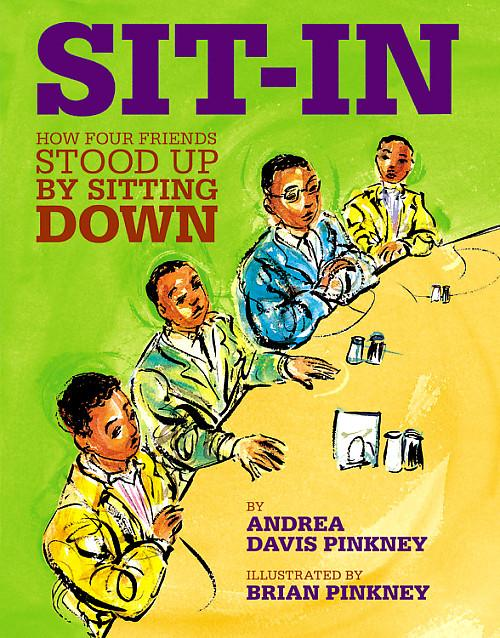 SIT-IN
HOW FOUR FRIENDS
STOOD UP
BY SITTING
DOWN
BY
ANDREA
DAVIS PINKNEY
ILLUSTRATED BY
BRIAN PINKNEY